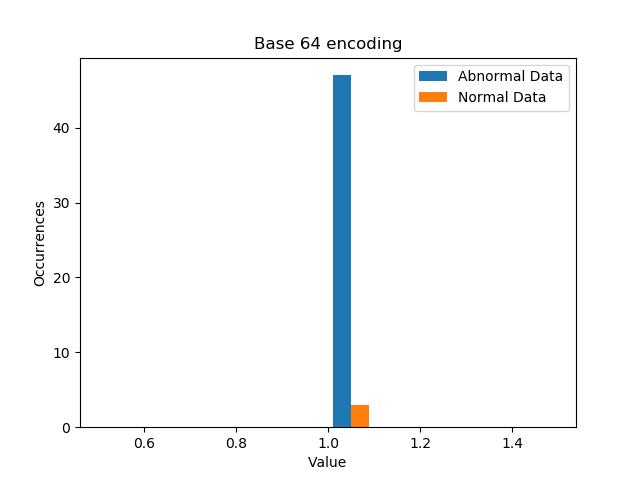 Base 64 encoding
Abnormal Data
Normal Data
Occurrences
40
30
20
10
0
0.6 0.8 1.0 1.2 1.4
Value